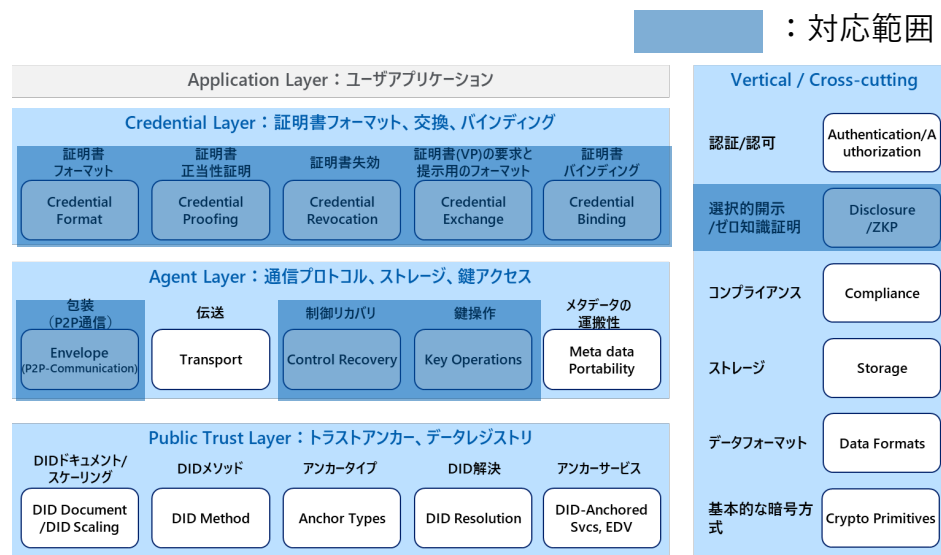 ：対応範囲
Application Layer：ユーザアプリケーション
Credential Layer：証明書フォーマット、交換、バインディング
証明書
フォーマット
証明書
正当性証明
証明書失効
証明書(VP)の要求と
提示用のフォーマット
証明書
バインディング
Credential
Format
Credential
Proofing
Credential
Revocation
Credential
Exchange
Credential
Binding
Agent Layer：通信プロトコル、ストレージ、鍵アクセス
包装
（P2P通信）
伝送
制御リカバリ
鍵操作
メタデータの
運搬性
Envelope
(P2P-Communication)
Transport
Control Recovery
Key Operations
Meta data
Portability
Public Trust Layer：トラストアンカー、データレジストリ
DIDドキュメント/
スケーリング
DIDメソッド
アンカータイプ
DID解決
アンカーサービス
DID Document
/DID Scaling
DID Method
Anchor Types
DID Resolution
DID-Anchored
Svcs, EDV
Vertical / Cross-cutting
認証/認可
Authentication/A
uthorization
選択的開示
/ゼロ知識証明
Disclosure
/ZKP
コンプライアンス
Compliance
ストレージ
Storage
データフォーマット
Data Formats
基本的な暗号方
式
Crypto Primitives